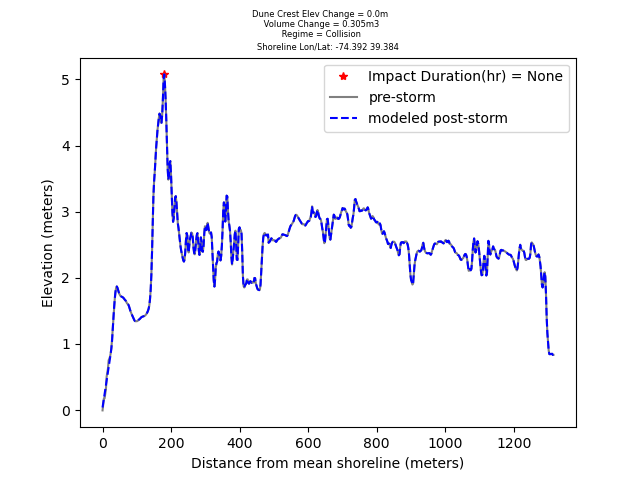 Dune Crest Elev Change = 0.0m
Volume Change = 0.305m3
Regime = Collision
Shoreline Lon/Lat: -74.392 39.384
Impact Duration(hr) = None
pre-storm
modeled post-storm
5
4
3
2
1
0
Elevation (meters)
0 200 400 600 800 1000 1200
Distance from mean shoreline (meters)